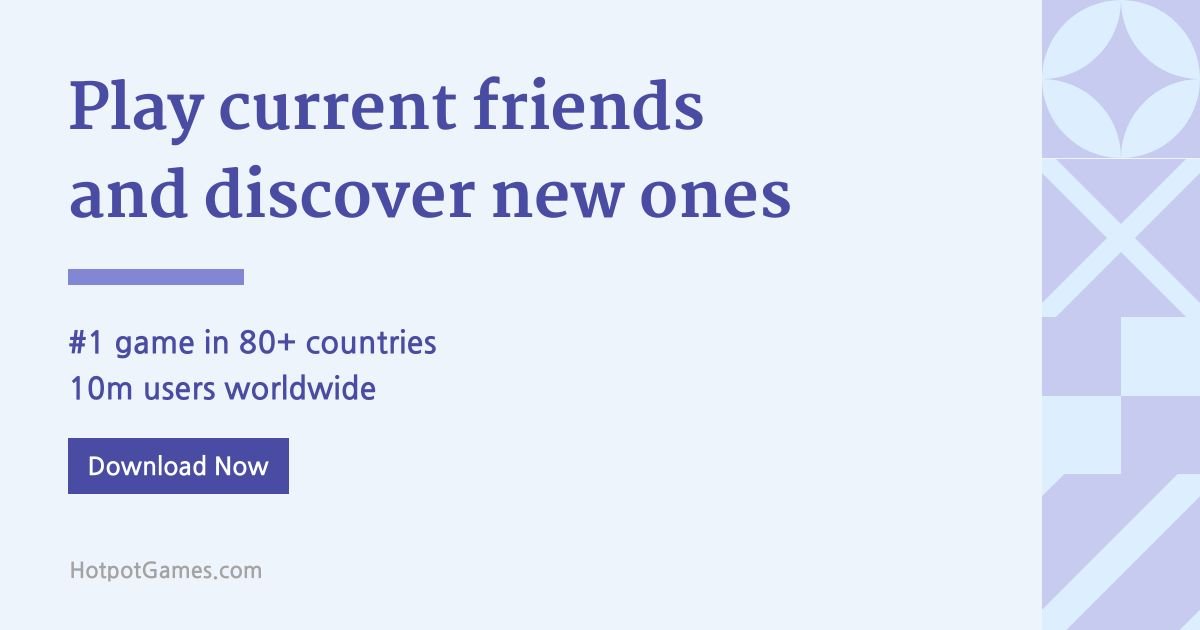 Play current friends
and discover new ones
#1 game in 80+ countries
10m users worldwide
Download Now
HotpotGames.com